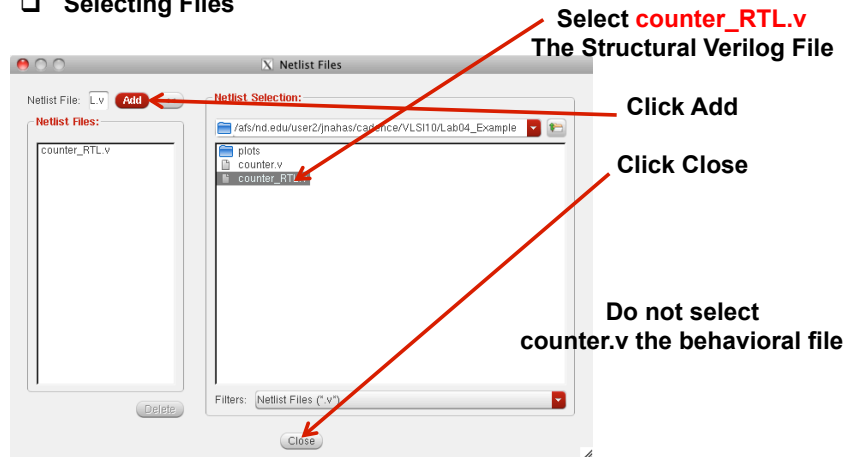 ❑ Selecting Files
Select counter_RTL.v
The Structural Verilog File
Netlist Files
Netlist File: L.v Add
Netlist Selection:
Click Add
Netlist Files:
/afs/nd.edu/user2/jnahas/cadence/VLSI10/Lab04_Example
counter_RTL.v
plots
counter.v
counter_RTL.v
Click Close
Do not select
counter.v the behavioral file
Filters: Netlist Files (*.v*)
Delete
Close